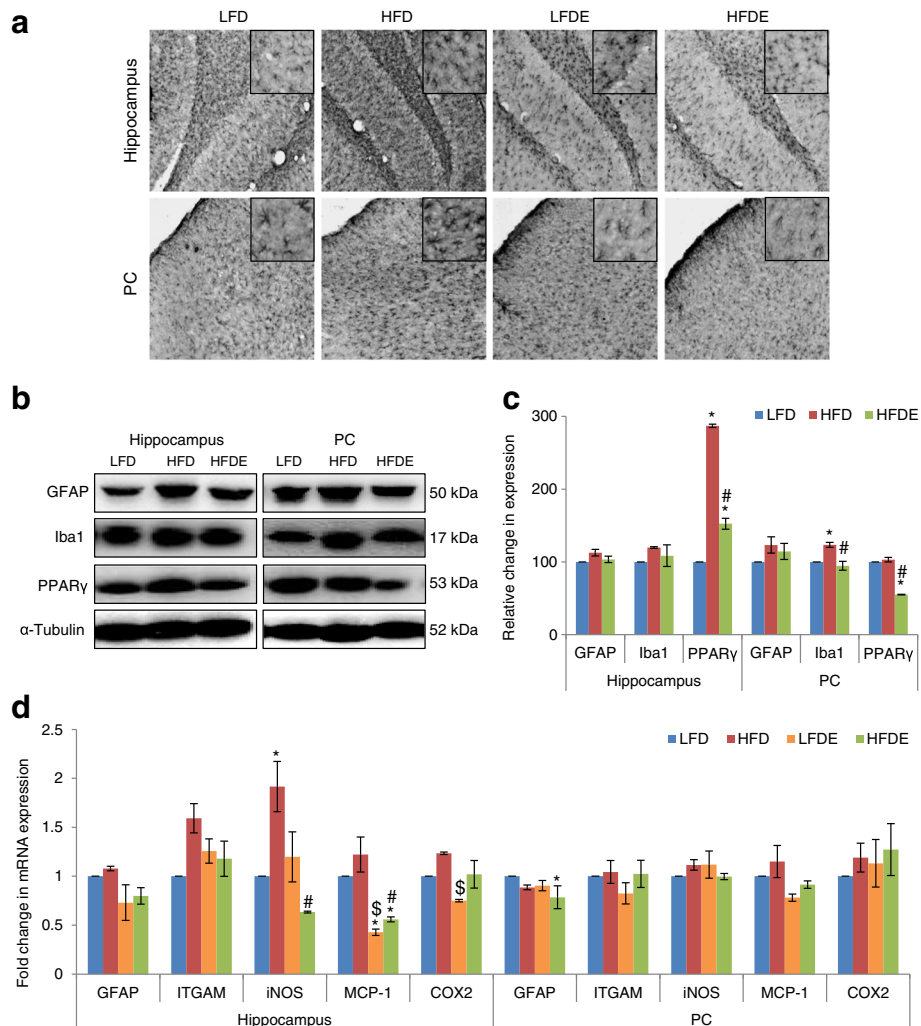 a
LFD HFD LFDE HFDE
Hippocampus
PC
b
Hippocampus PC
LFD HFD HFDE LFD HFD HFDE
GFAP 50 kDa
Iba1 17 kDa
PPARγ 53 kDa
α-Tubulin 52 kDa
c
LFD HFD HFDE
Relative change in expression
300
200
100
0
* # * * # # *
GFAP Iba1 PPARγ GFAP Iba1 PPARγ
Hippocampus PC
d
LFD HFD LFDE HFDE
Fold change in mRNA expression
2.5
2
1.5
1
0.5
0
* # $ * # * $ *
GFAP ITGAM iNOS MCP-1 COX2 GFAP ITGAM iNOS MCP-1 COX2
Hippocampus PC